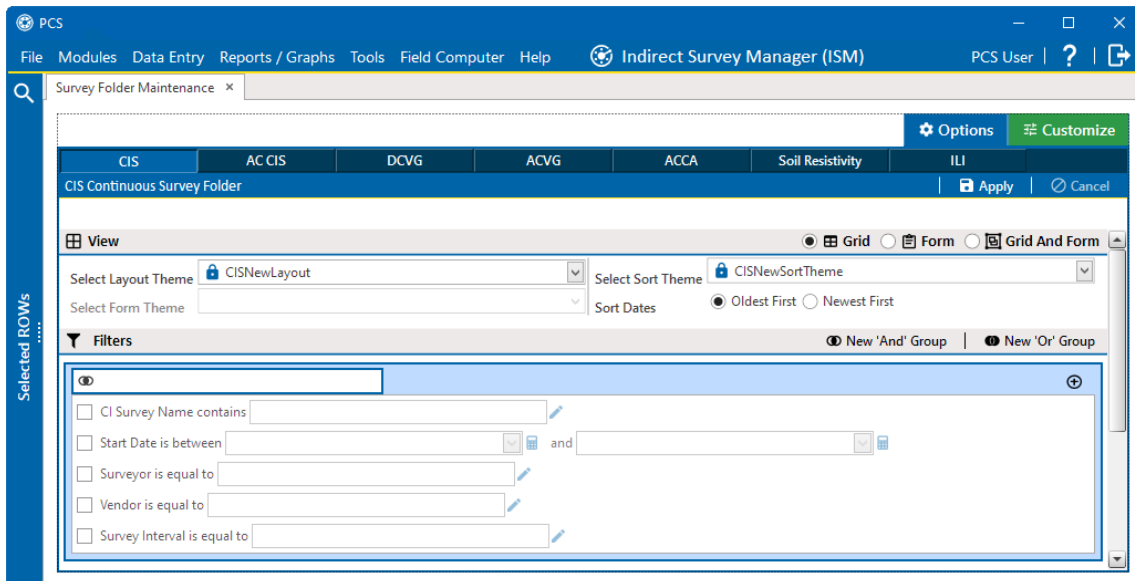 PCS
File Modules Data Entry Reports / Graphs Tools Field Computer Help Indirect Survey Manager (ISM) PCS User | ? |
Survey Folder Maintenance ×
Options Customize
CIS AC CIS DCVG ACVG ACCA Soil Resistivity ILI
CIS Continuous Survey Folder | Apply | Cancel
View Grid Form Grid And Form
Select Layout Theme CISNewLayout Select Sort Theme CISNewSortTheme
Select Form Theme Sort Dates Oldest First Newest First
Filters New 'And' Group | New 'Or' Group
CI Survey Name contains
Start Date is between and
Surveyor is equal to
Vendor is equal to
Survey Interval is equal to
Selected ROWs